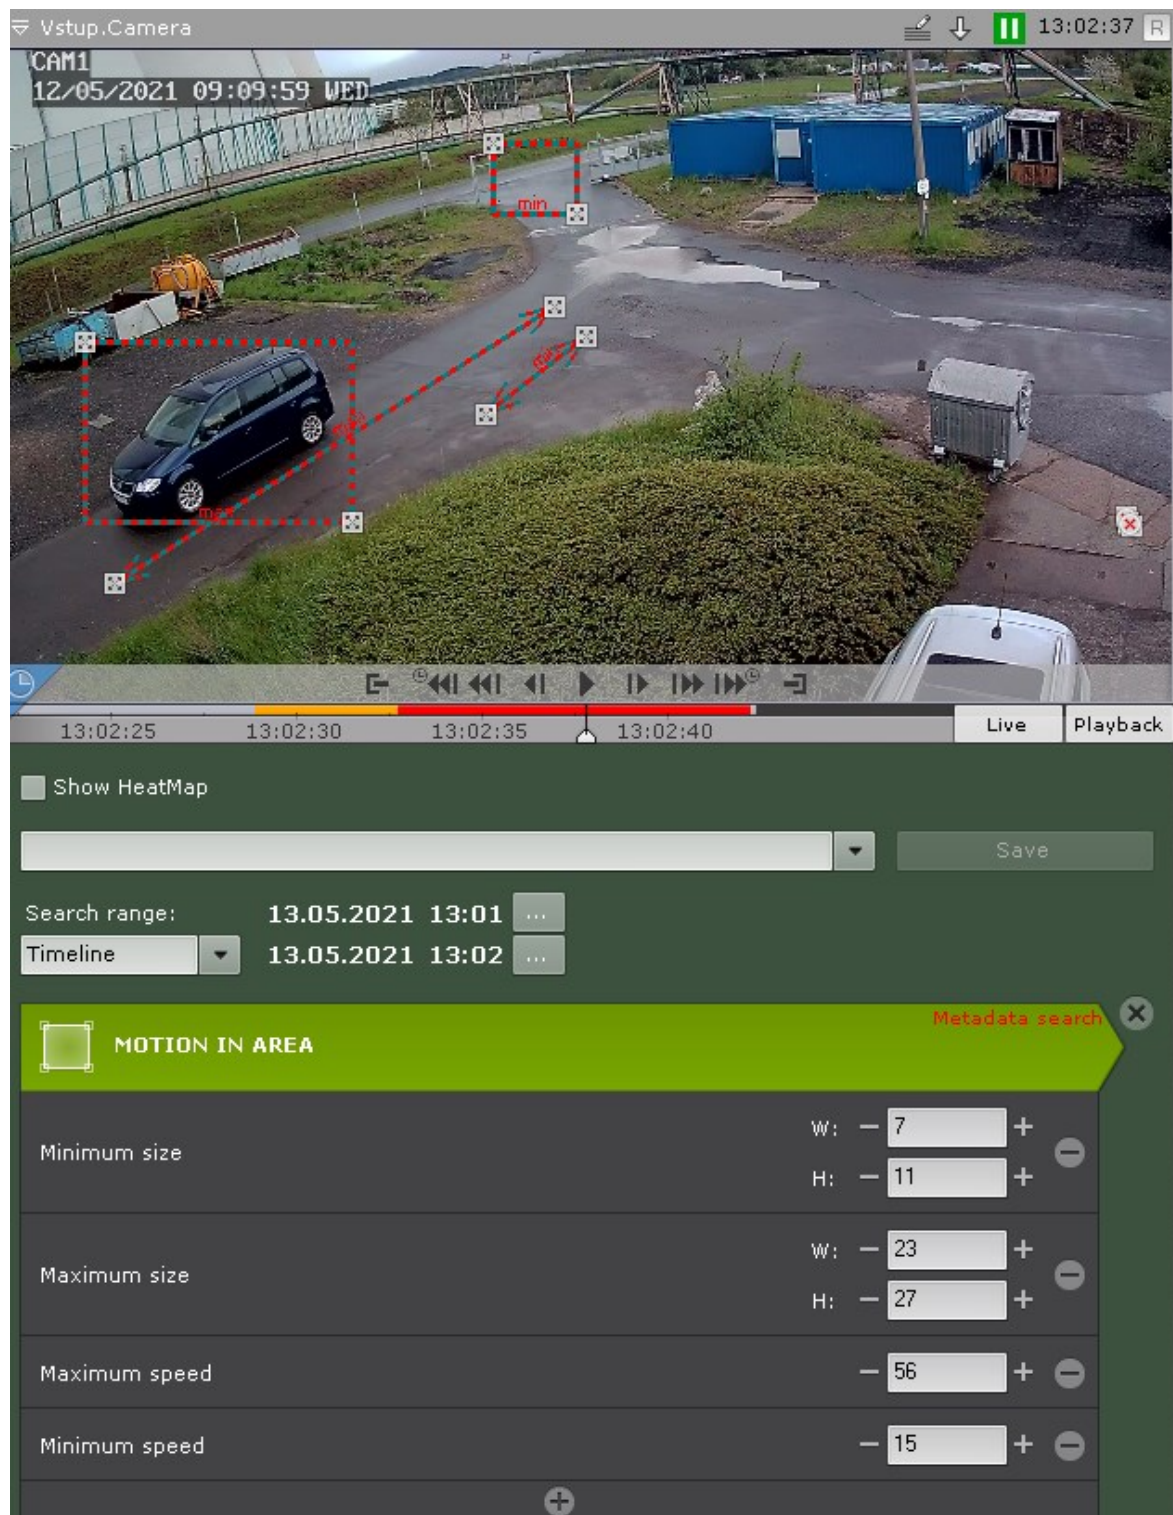 Vstup.Camera 13:02:37 R
CAM1
12/05/2021 09:09:59 WED
min
min
max
max
13:02:25 13:02:30 13:02:35 13:02:40 Live Playback
Show HeatMap
Save
Search range: 13.05.2021 13:01 ...
Timeline 13.05.2021 13:02 ...
Metadata search
MOTION IN AREA
W: 7
Minimum size
H: 11
W: 23
Maximum size
H: 27
Maximum speed 56
Minimum speed 15